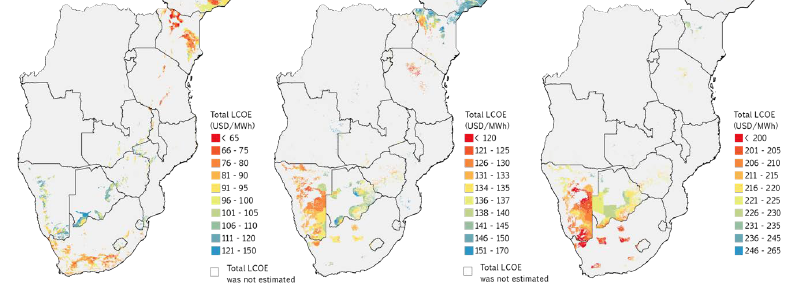 Total LCOE
(USD/MWh)
< 65
66 - 75
76 - 80
81 - 90
91 - 95
96 - 100
101 - 105
106 - 110
111 - 120
121 - 150
Total LCOE
was not estimated
Total LCOE
(USD/MWh)
< 120
121 - 125
126 - 130
131 - 133
134 - 135
136 - 137
138 - 140
141 - 145
146 - 150
151 - 170
Total LCOE
was not estimated
Total LCOE
(USD/MWh)
< 200
201 - 205
206 - 210
211 - 215
216 - 220
221 - 225
226 - 230
231 - 235
236 - 245
246 - 265